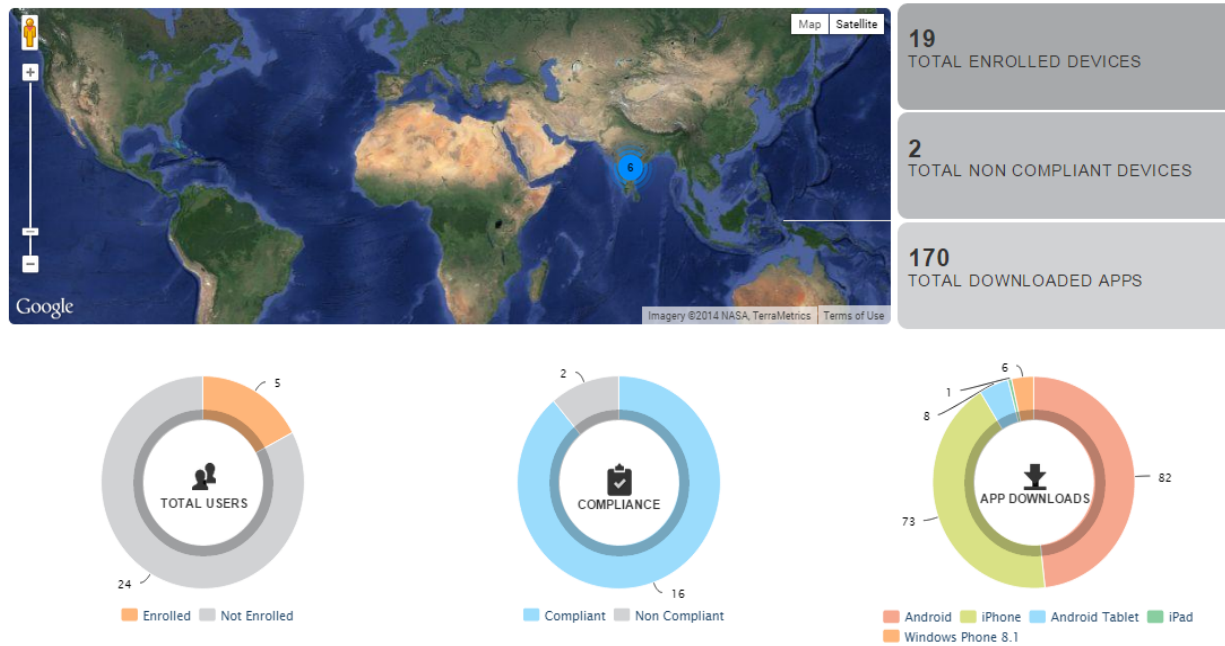 Map Satellite
6
Google
Imagery ©2014 NASA, TerraMetrics Terms of Use
19
TOTAL ENROLLED DEVICES
2
TOTAL NON COMPLIANT DEVICES
170
TOTAL DOWNLOADED APPS
5
TOTAL USERS
24
Enrolled Not Enrolled
2
COMPLIANCE
16
Compliant Non Compliant
6
1
8
82
APP DOWNLOADS
73
Android iPhone Android Tablet iPad
Windows Phone 8.1